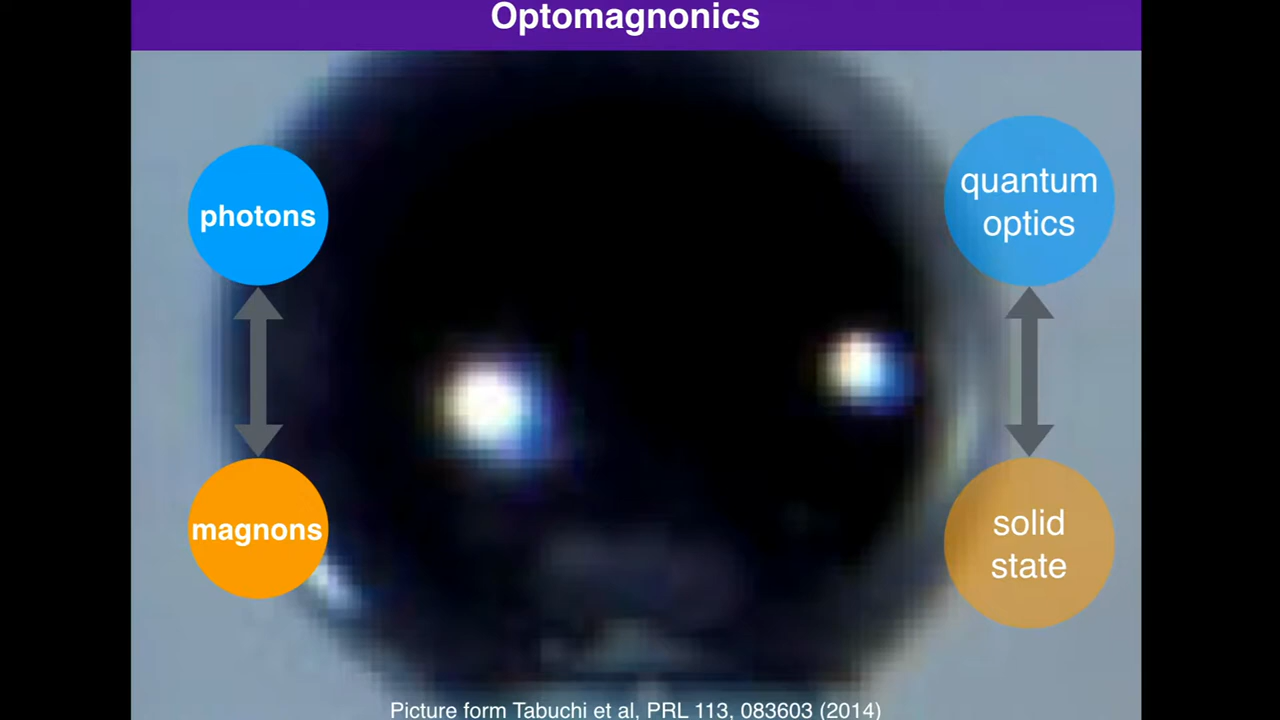 Optomagnonics
photons
magnons
quantum
optics
solid
state
Picture form Tabuchi et al, PRL 113, 083603 (2014)